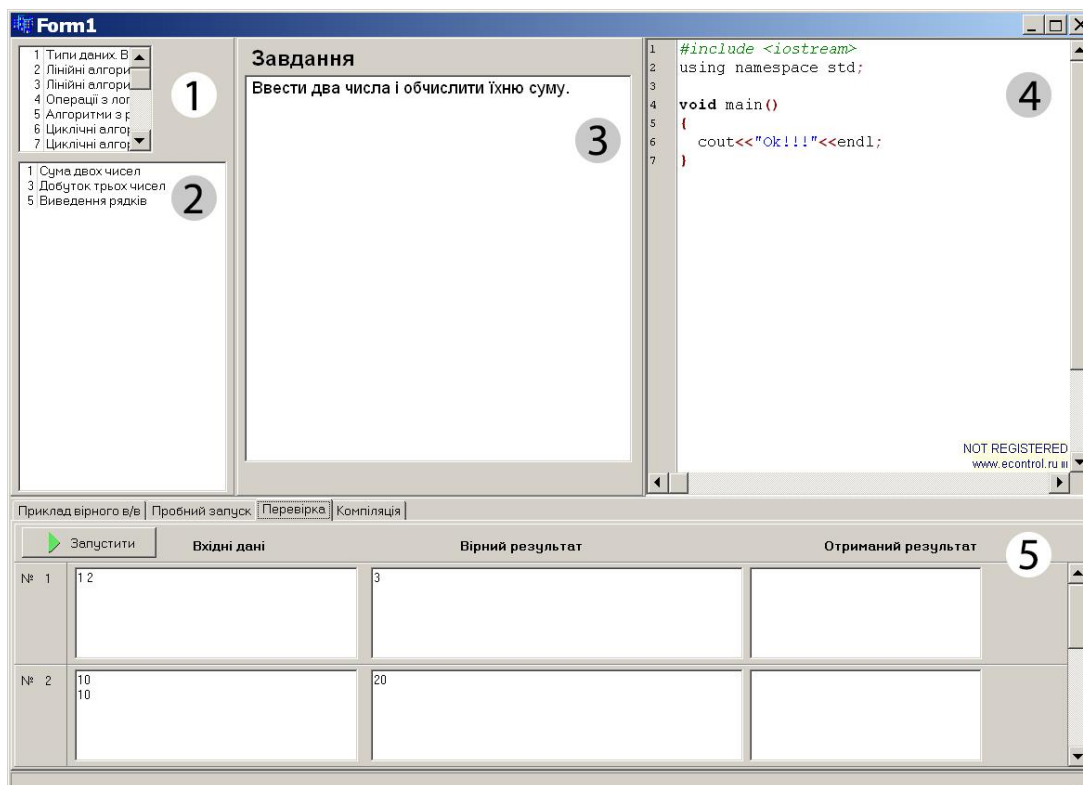 Form1
1 Типи даних. В
2 Лінійні алгори
3 Лінійні алгори
4 Операції з лог
5 Алгоритми з р
6 Циклічні алгор
7 Циклічні алгор
1
1 Сума двох чисел
3 Добуток трьох чисел
5 Виведення рядків
2
Завдання
Ввести два числа і обчислити їхню суму.
3
1 #include <iostream>
2 using namespace std;
3
4 void main()
5 {
6 cout<<"Ok!!!"<<endl;
7 }
4
NOT REGISTERED
www.econtrol.ru
Приклад вірного в/в Пробний запуск Перевірка Компіляція
Запустити Вхідні дані Вірний результат Отриманий результат
5
№ 1 1 2 3
№ 2 10 20
10